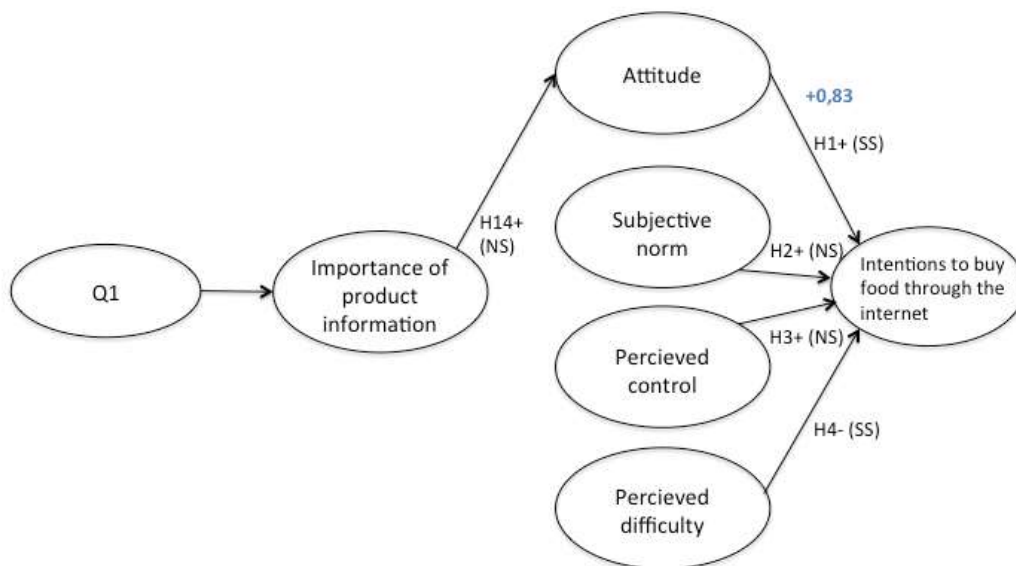 Attitude
+0,83
H1+ (SS)
H14+
(NS)
Subjective
norm
H2+ (NS)
Q1
Importance of
product
information
Intentions to buy
food through the
internet
H3+ (NS)
Percieved
control
H4- (SS)
Percieved
difficulty